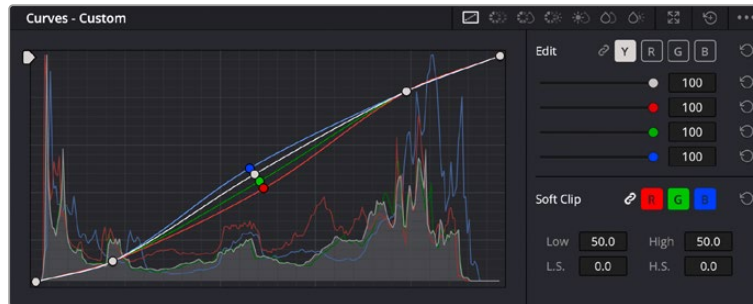 Curves - Custom
Edit Y R G B
100
100
100
100
Soft Clip R G B
Low 50.0 High 50.0
L.S. 0.0 H.S. 0.0